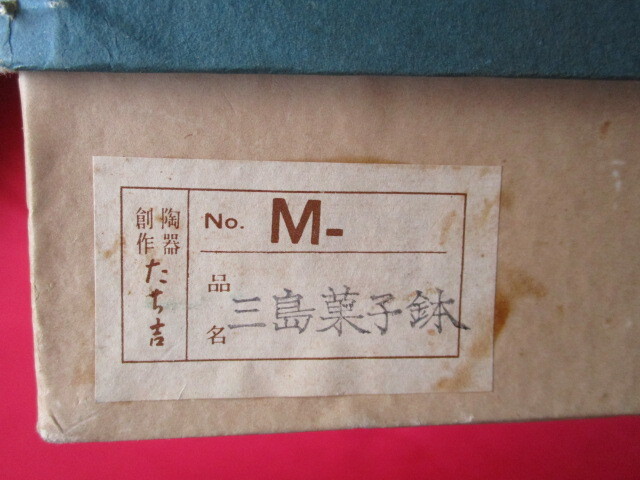 陶器
創作
たち吉
No. M-
品名
三島菓子鉢